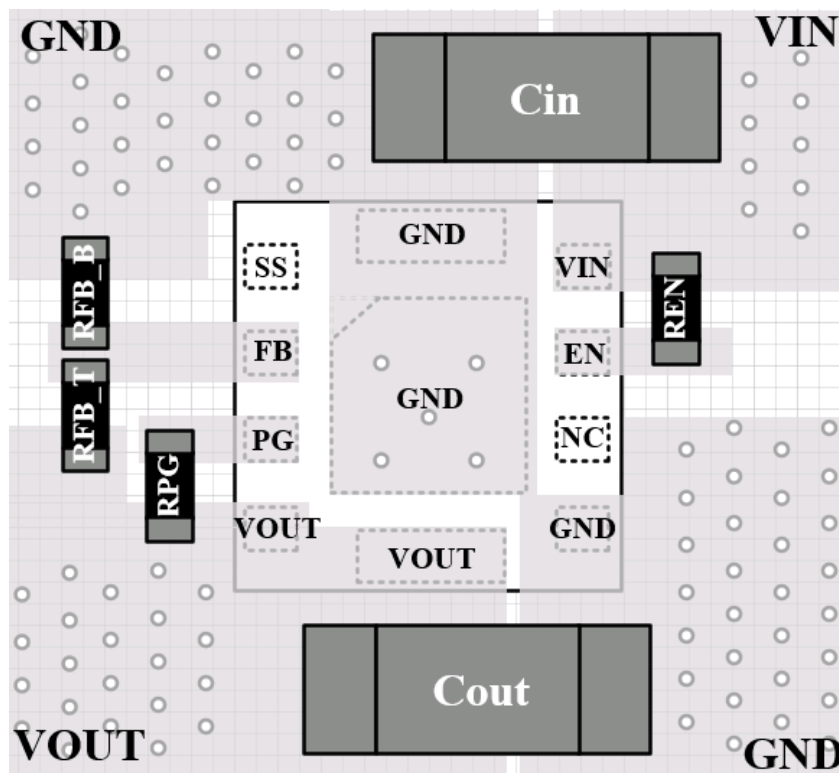 GND
VIN
Cin
GND
SS
VIN
RFB_B
REN
FB
EN
GND
RFB_T
PG
NC
RPG
VOUT
GND
VOUT
Cout
VOUT
GND